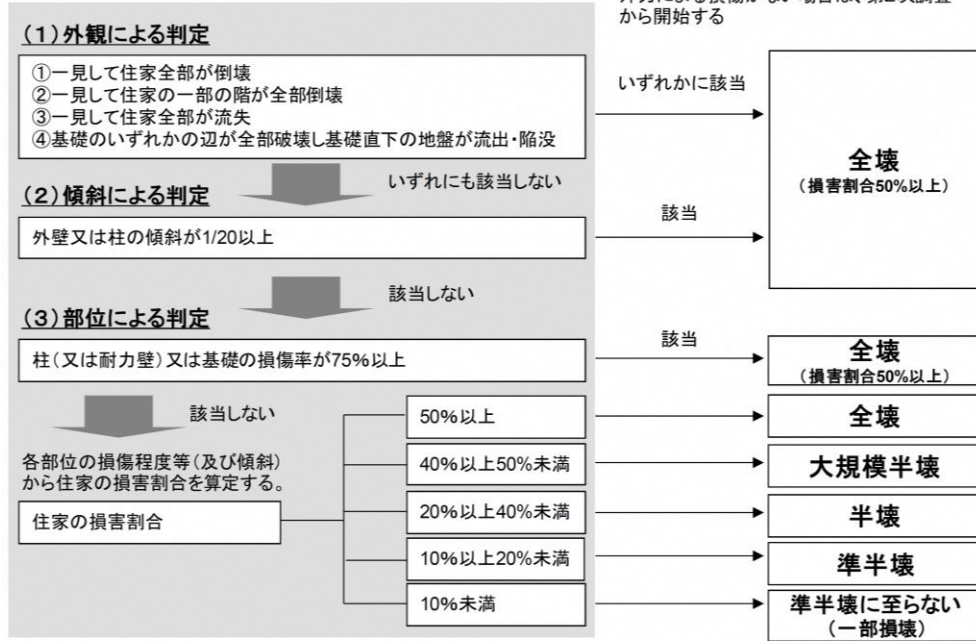 から開始する
(1)外観による判定
①一見して住家全部が倒壊
②一見して住家の一部の階が全部倒壊
③一見して住家全部が流失
④基礎のいずれかの辺が全部破壊し基礎直下の地盤が流出・陥没
いずれかに該当
全壊
(損害割合50%以上)
いずれにも該当しない
(2)傾斜による判定
外壁又は柱の傾斜が1/20以上
該当
該当しない
(3)部位による判定
柱(又は耐力壁)又は基礎の損傷率が75%以上
該当
全壊
(損害割合50%以上)
該当しない
各部位の損傷程度等(及び傾斜)
から住家の損害割合を算定する。
住家の損害割合
50%以上
全壊
40%以上50%未満
大規模半壊
20%以上40%未満
半壊
10%以上20%未満
準半壊
10%未満
準半壊に至らない
(一部損壊)